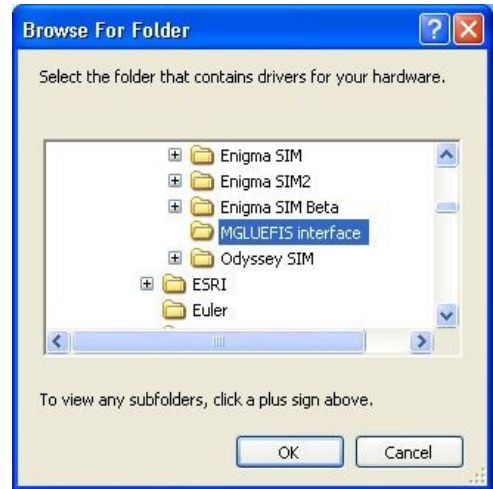 Browse For Folder
Select the folder that contains drivers for your hardware.
Enigma SIM
Enigma SIM2
Enigma SIM Beta
MGLUEFIS interface
Odyssey SIM
ESRI
Euler
To view any subfolders, click a plus sign above.
OK Cancel